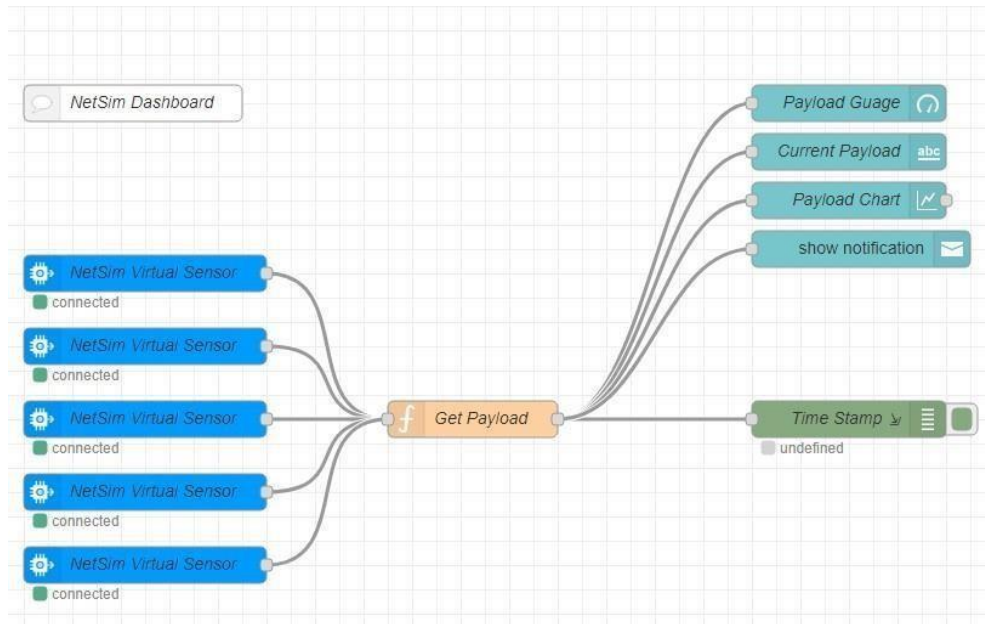 NetSim Dashboard
Payload Guage
Current Payload
abc
Payload Chart
show notification
NetSim Virtual Sensor
connected
NetSim Virtual Sensor
connected
NetSim Virtual Sensor
connected
Get Payload
Time Stamp
undefined
NetSim Virtual Sensor
connected
NetSim Virtual Sensor
connected